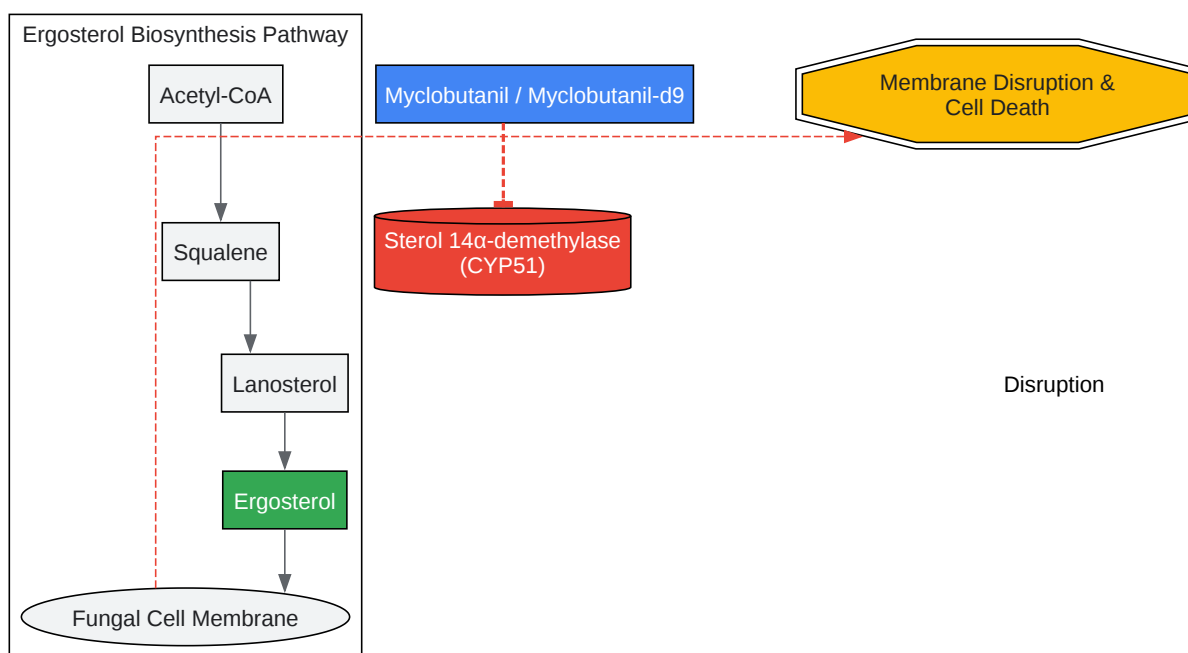 Ergosterol Biosynthesis Pathway
Acetyl-CoA
Myclobutanil / Myclobutanil-d9
Membrane Disruption &
Cell Death
Squalene
Sterol 14α-demethylase
(CYP51)
Lanosterol
Disruption
Ergosterol
Fungal Cell Membrane